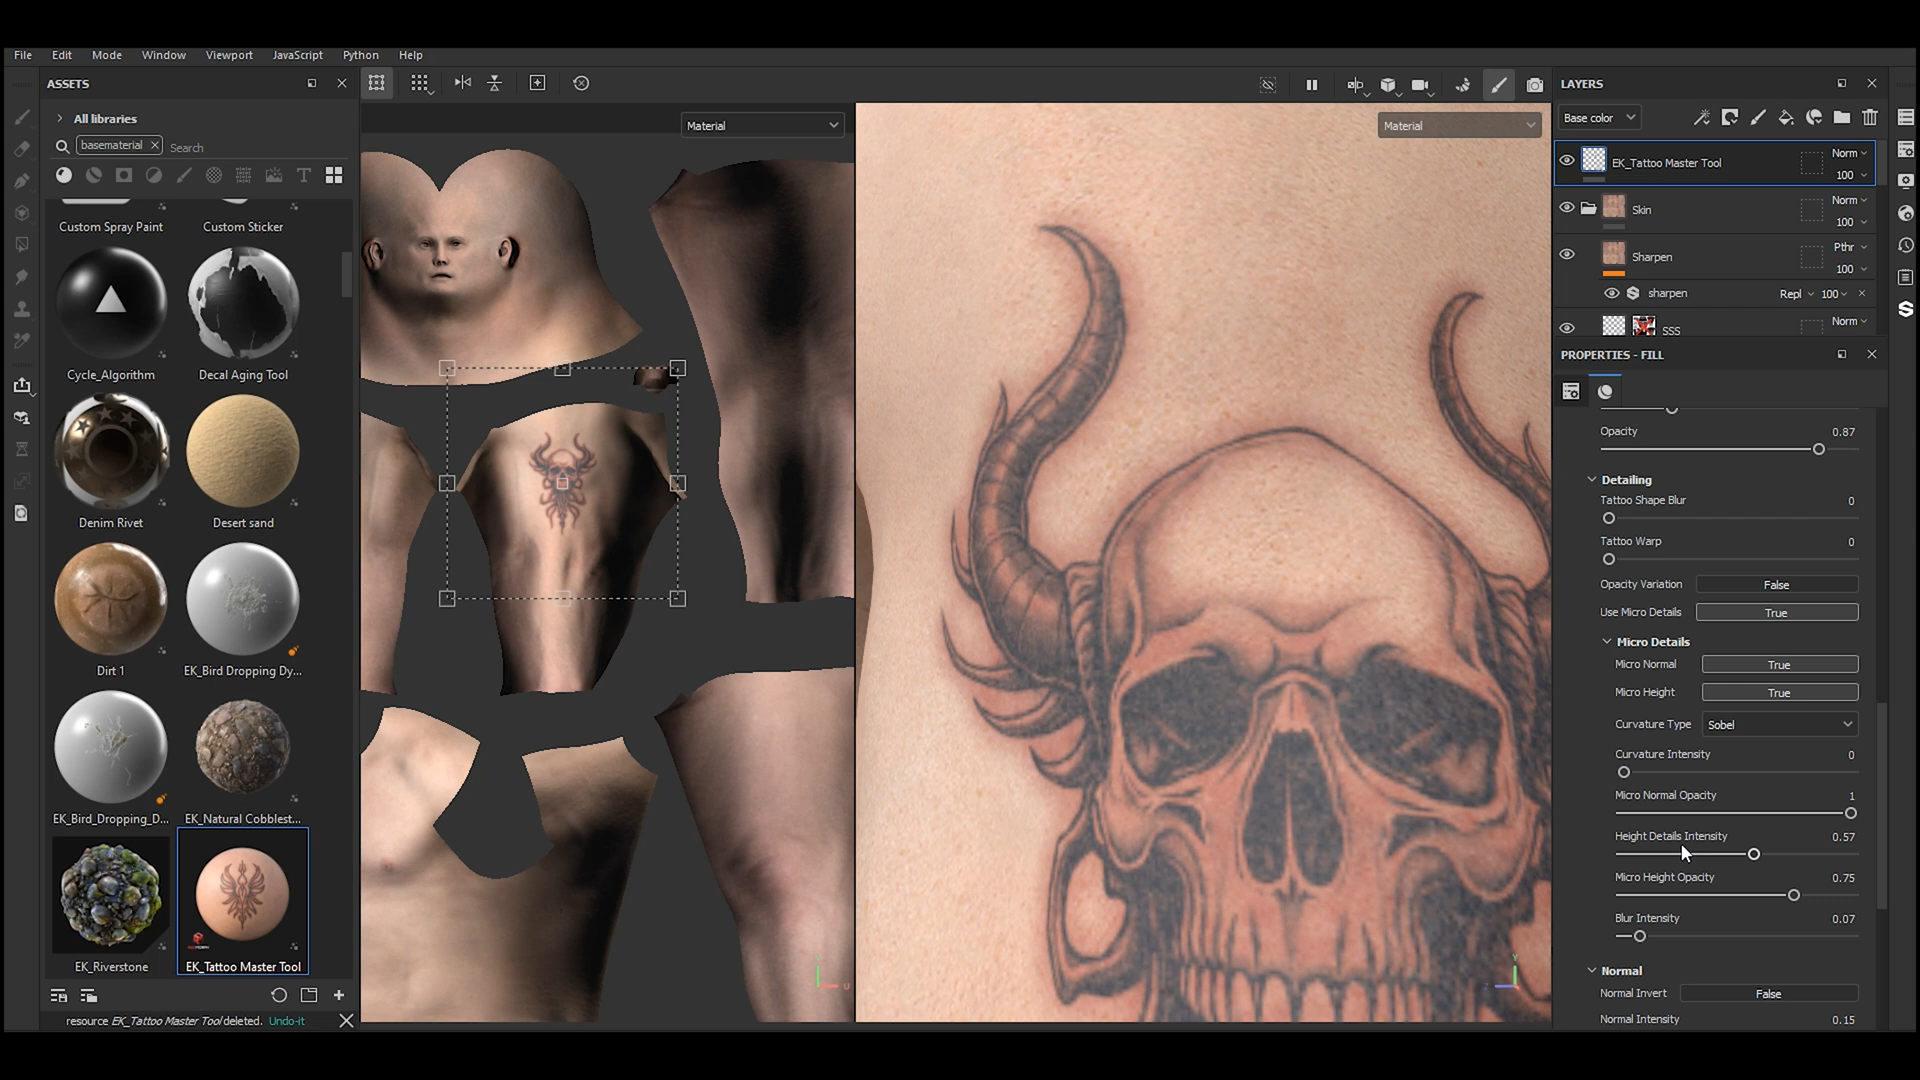 File Edit Mode Window Viewport JavaScript Python Help
ASSETS
All libraries
basematerial Search
Custom Spray Paint
Custom Sticker
Cycle_Algorithm
Decal Aging Tool
Denim Rivet
Desert sand
Dirt 1
EK_Bird Dropping Dy...
EK_Bird_Dropping_D...
EK_Natural Cobblest...
EK_Riverstone
EK_Tattoo Master Tool
resource EK_Tattoo Master Tool deleted. Undo-it
Material
Material
LAYERS
Base color
EK_Tattoo Master Tool
Norm
100
Skin
Norm
100
Sharpen
Pthr
100
sharpen Repl 100
SSS
Norm
PROPERTIES - FILL
Opacity 0.87
Detailing
Tattoo Shape Blur 0
Tattoo Warp 0
Opacity Variation False
Use Micro Details True
Micro Details
Micro Normal True
Micro Height True
Curvature Type Sobel
Curvature Intensity 0
Micro Normal Opacity 1
Height Details Intensity 0.57
Micro Height Opacity 0.75
Blur Intensity 0.07
Normal
Normal Invert False
Normal Intensity 0.15